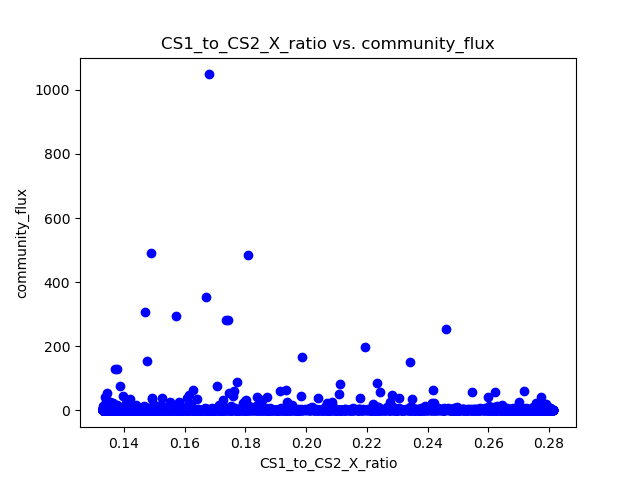 CS1_to_CS2_X_ratio vs. community_flux
1000
800
600
400
200
0
community_flux
0.14 0.16 0.18 0.20 0.22 0.24 0.26 0.28
CS1_to_CS2_X_ratio